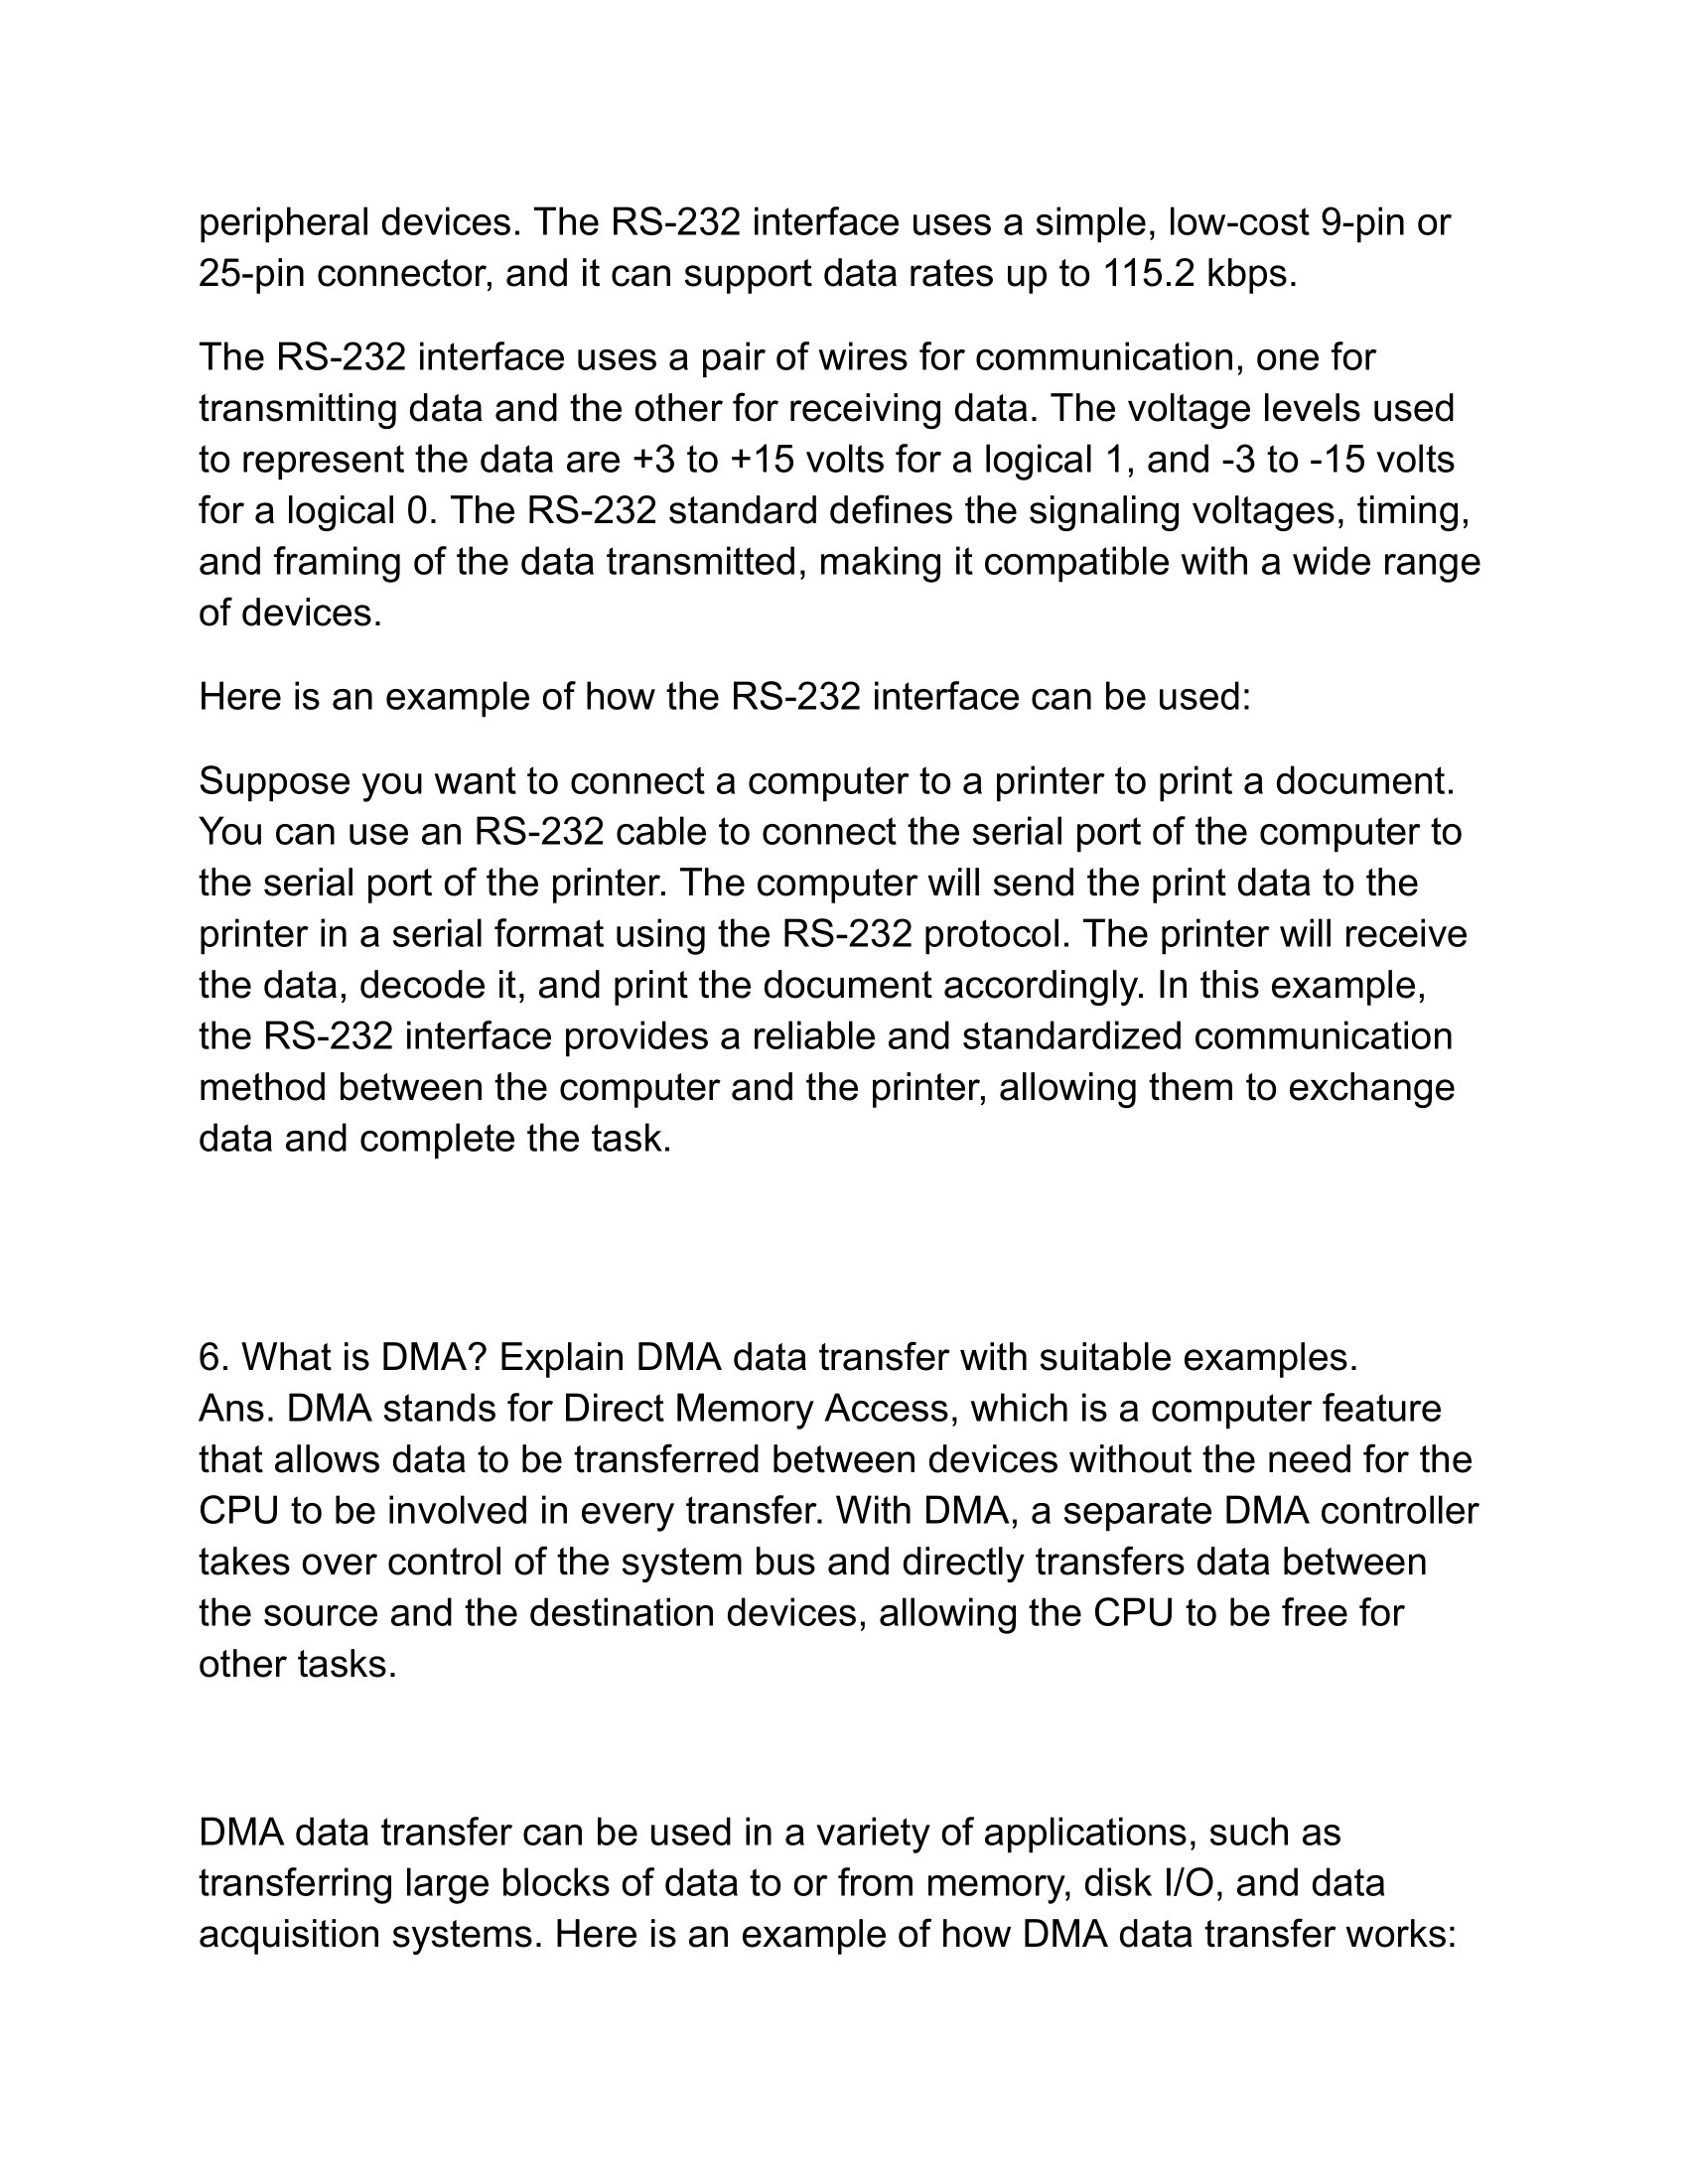 peripheral devices. The RS-232 interface uses a simple, low-cost 9-pin or
25-pin connector, and it can support data rates up to 115.2 kbps.
The RS-232 interface uses a pair of wires for communication, one for
transmitting data and the other for receiving data. The voltage levels used
to represent the data are +3 to +15 volts for a logical 1, and -3 to -15 volts
for a logical 0. The RS-232 standard defines the signaling voltages, timing,
and framing of the data transmitted, making it compatible with a wide range
of devices.
Here is an example of how the RS-232 interface can be used:
Suppose you want to connect a computer to a printer to print a document.
You can use an RS-232 cable to connect the serial port of the computer to
the serial port of the printer. The computer will send the print data to the
printer in a serial format using the RS-232 protocol. The printer will receive
the data, decode it, and print the document accordingly. In this example,
the RS-232 interface provides a reliable and standardized communication
method between the computer and the printer, allowing them to exchange
data and complete the task.
6. What is DMA? Explain DMA data transfer with suitable examples.
Ans. DMA stands for Direct Memory Access, which is a computer feature
that allows data to be transferred between devices without the need for the
CPU to be involved in every transfer. With DMA, a separate DMA controller
takes over control of the system bus and directly transfers data between
the source and the destination devices, allowing the CPU to be free for
other tasks.
DMA data transfer can be used in a variety of applications, such as
transferring large blocks of data to or from memory, disk I/O, and data
acquisition systems. Here is an example of how DMA data transfer works: